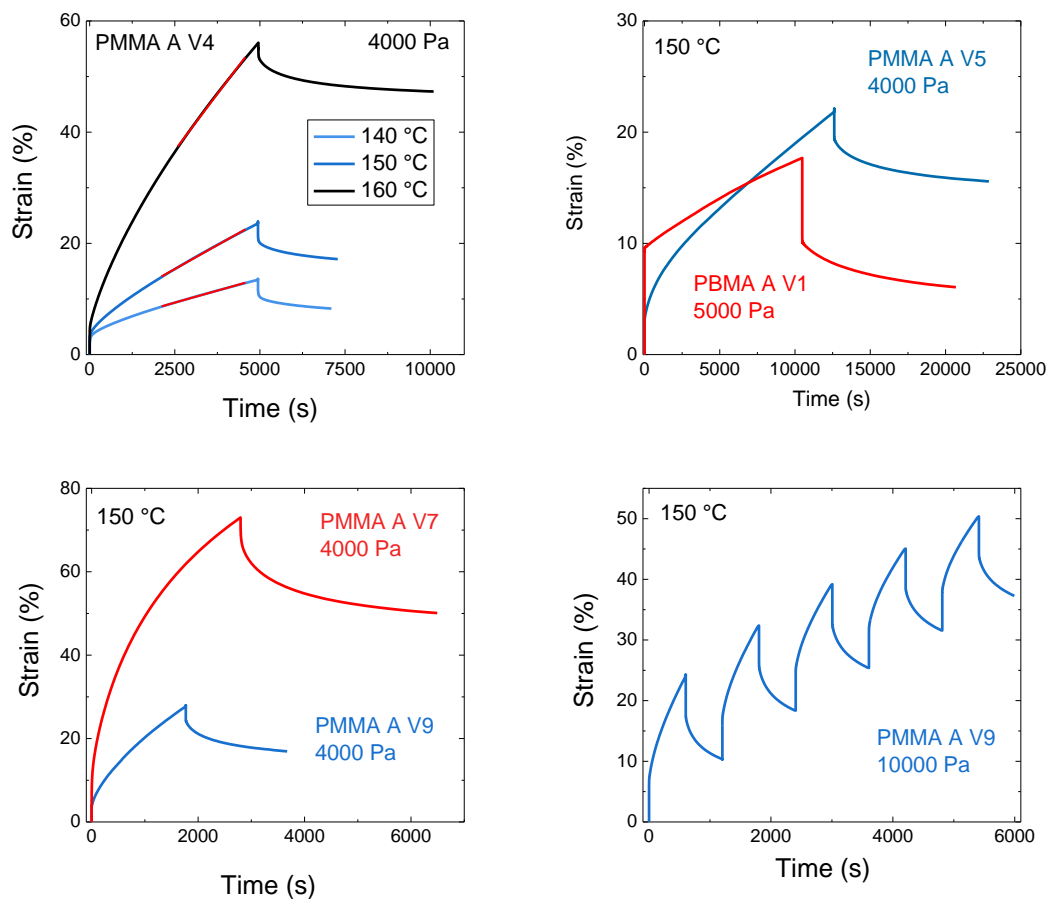 PMMA A V4
4000 Pa
140 °C
150 °C
160 °C
Strain (%)
60
40
20
0
0 2500 5000 7500 10000
Time (s)
150 °C
PMMA A V5
4000 Pa
PBMA A V1
5000 Pa
Strain (%)
30
20
10
0
0 5000 10000 15000 20000 25000
Time (s)
150 °C
PMMA A V7
4000 Pa
PMMA A V9
4000 Pa
Strain (%)
80
60
40
20
0
0 2000 4000 6000
Time (s)
150 °C
PMMA A V9
10000 Pa
Strain (%)
50
40
30
20
10
0
0 2000 4000 6000
Time (s)